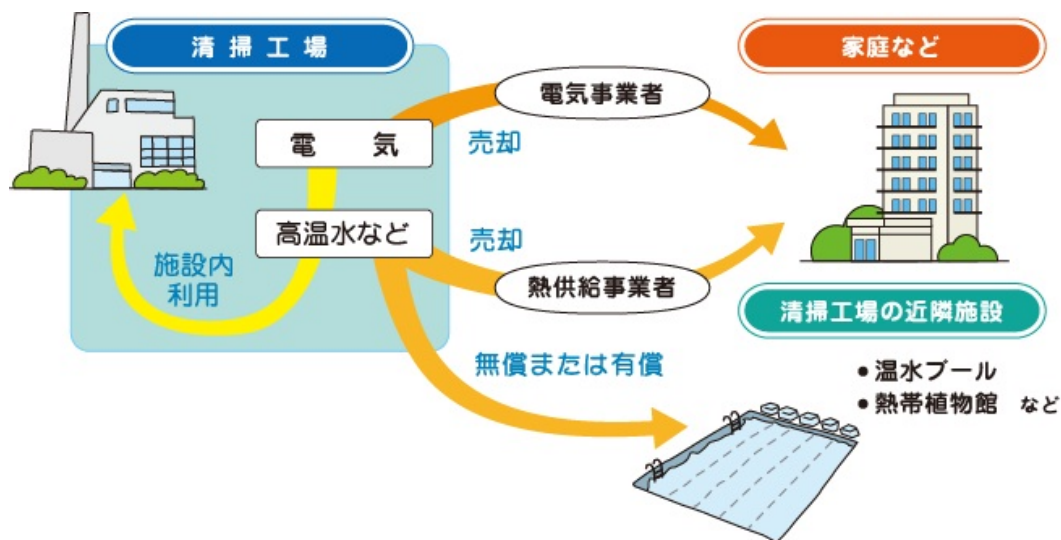 清掃工場
電気
高温水など
施設内
利用
売却
電気事業者
売却
熱供給事業者
無償または有償
家庭など
清掃工場の近隣施設
●温水プール
●熱帯植物館 など